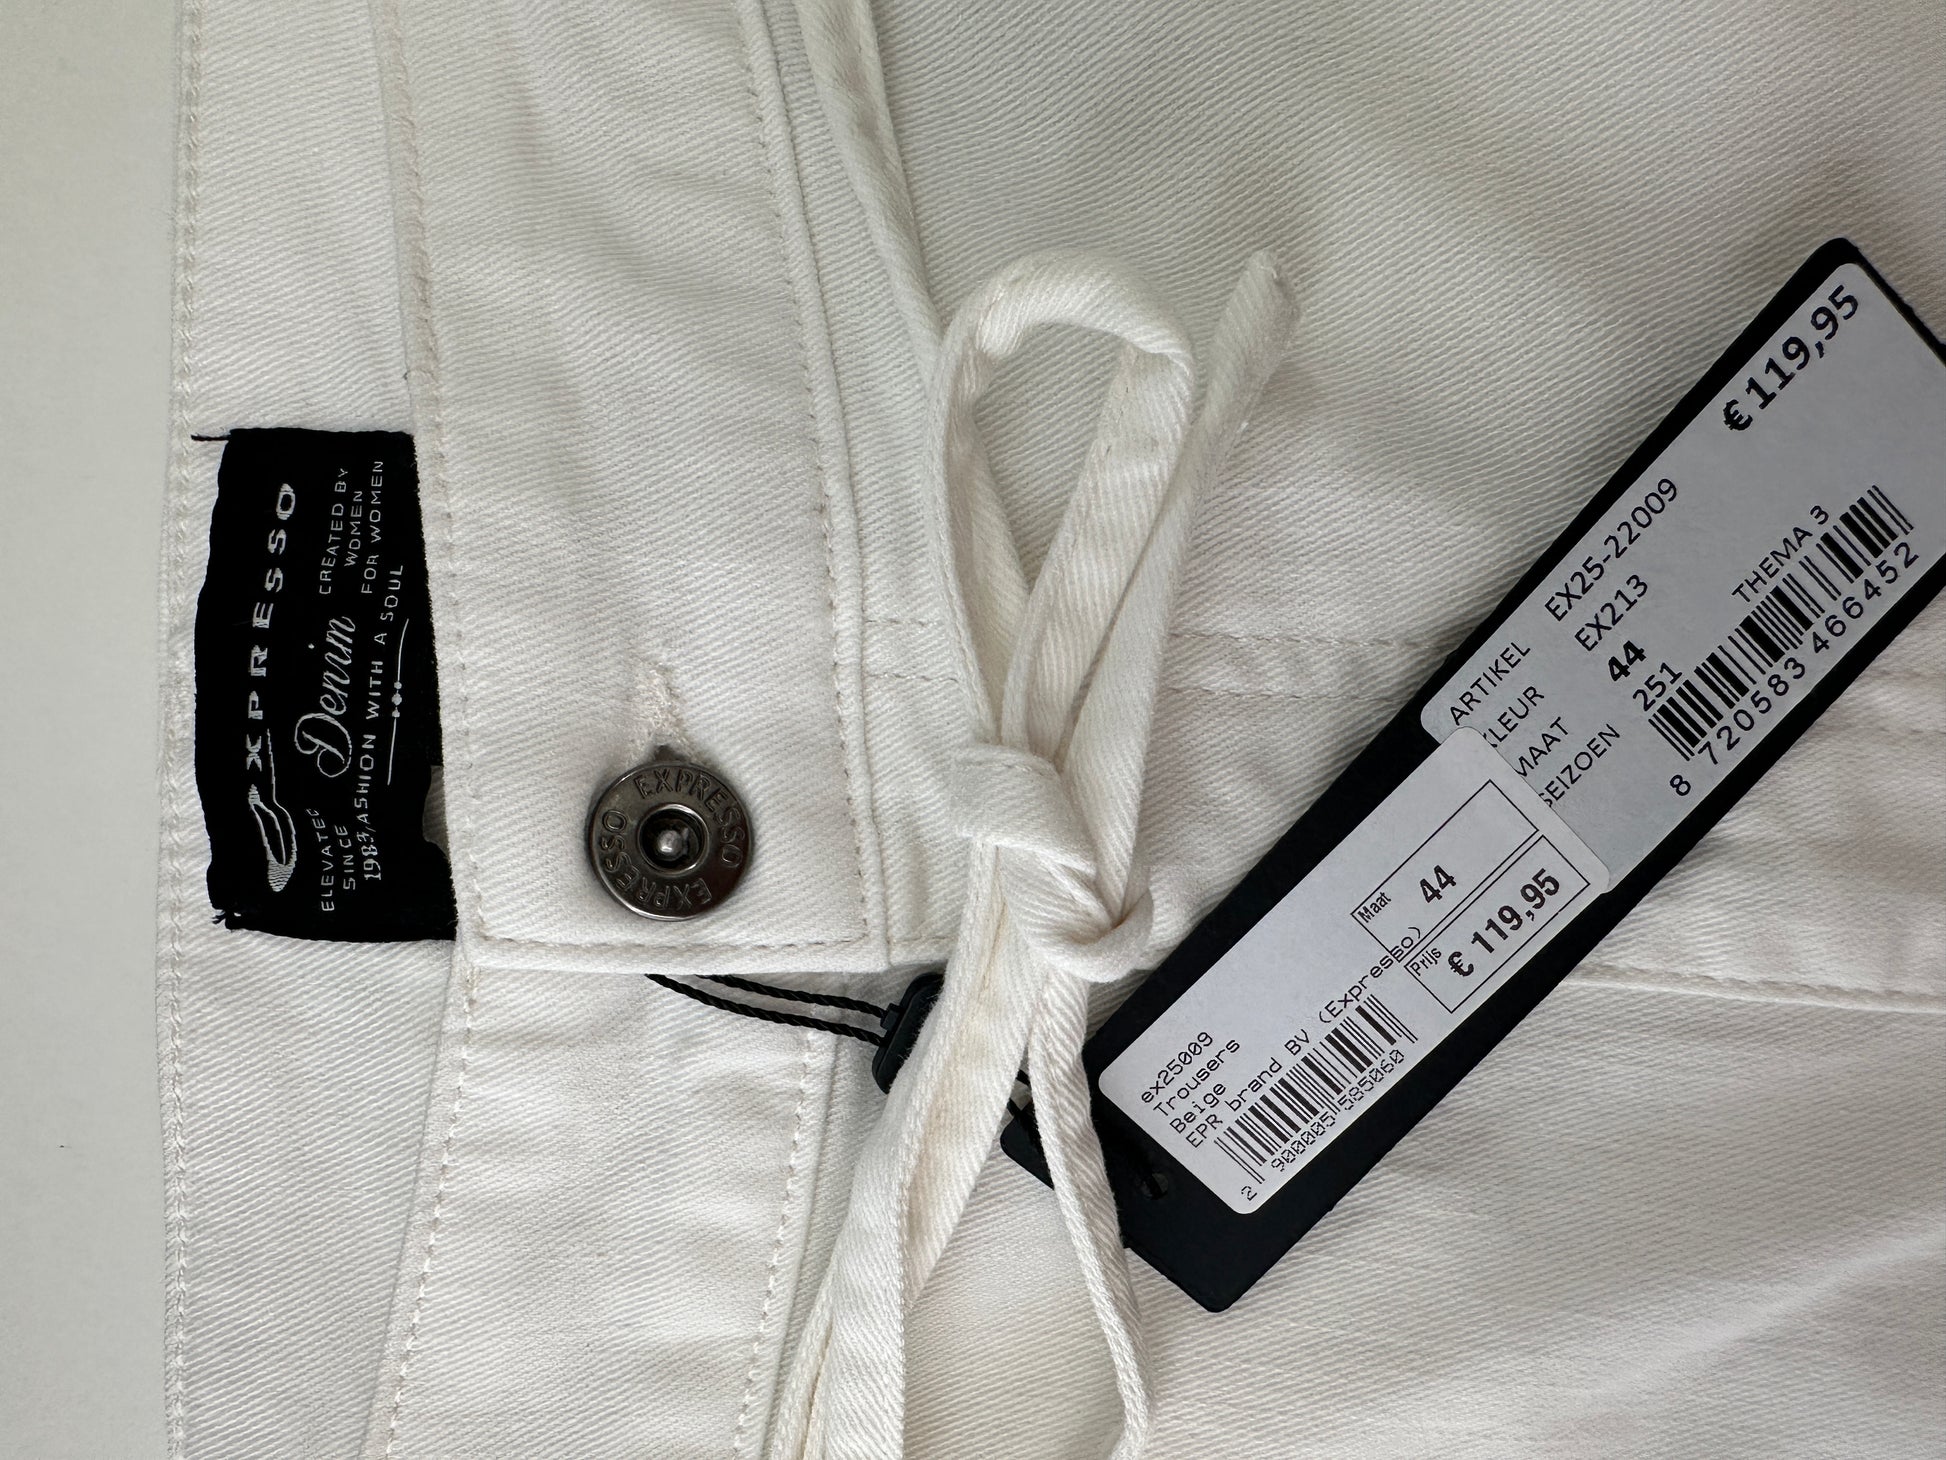 EXPRESSO
Denim
CREATED BY
WOMEN
FOR WOMEN
ELEVATED
SINCE
FASHION WITH A SOUL
EXPRESSO EXPRESSO
€ 119,95
ARTIKEL EX25-22009
KLEUR EX213
MAAT 44
SEIZOEN 251
THEMA 3
8 720583 466452
Maat 44
Prijs € 119,95
ex25009
Trousers
Beige
EPR brand BV (Expresso)
2 900005 585060